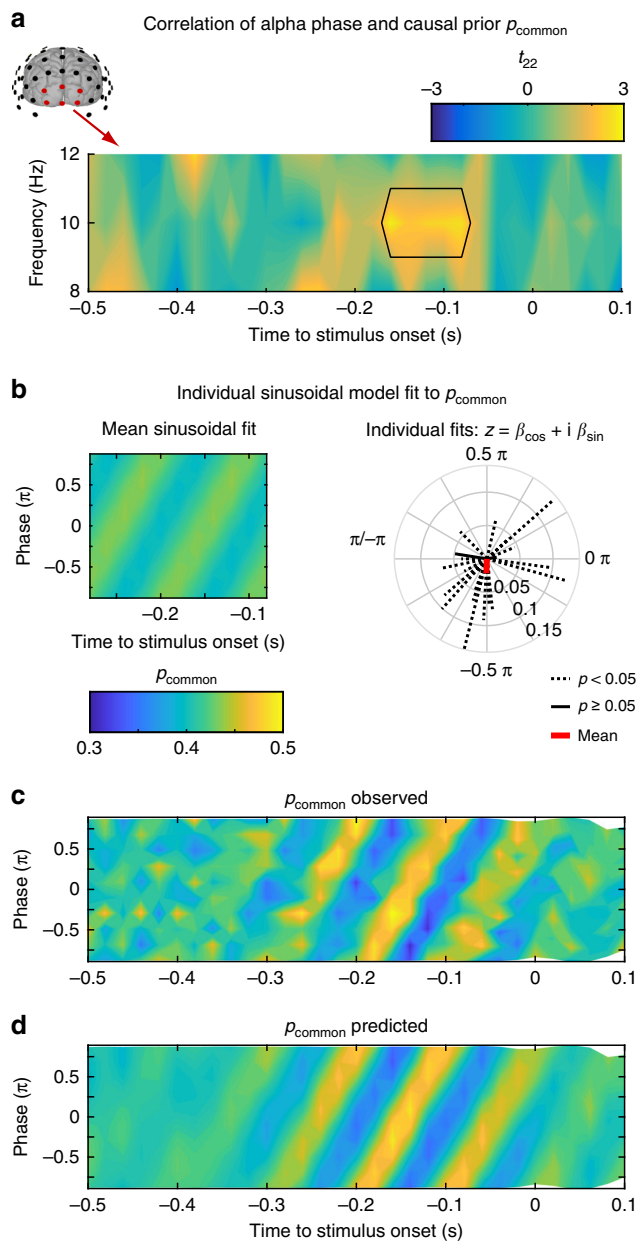 a
Correlation of alpha phase and causal prior p_common
t_22
−3 0 3
12
10
8
Frequency (Hz)
−0.5 −0.4 −0.3 −0.2 −0.1 0 0.1
Time to stimulus onset (s)
b
Individual sinusoidal model fit to p_common
Mean sinusoidal fit
0.5
0
−0.5
Phase (π)
−0.2 −0.1
Time to stimulus onset (s)
p_common
0.3 0.4 0.5
Individual fits: z = β_cos + i β_sin
0.5 π
π/−π
0 π
0.05
0.1
0.15
−0.5 π
p < 0.05
p ≥ 0.05
Mean
c
p_common observed
0.5
0
−0.5
Phase (π)
−0.5 −0.4 −0.3 −0.2 −0.1 0 0.1
d
p_common predicted
0.5
0
−0.5
Phase (π)
−0.5 −0.4 −0.3 −0.2 −0.1 0 0.1
Time to stimulus onset (s)